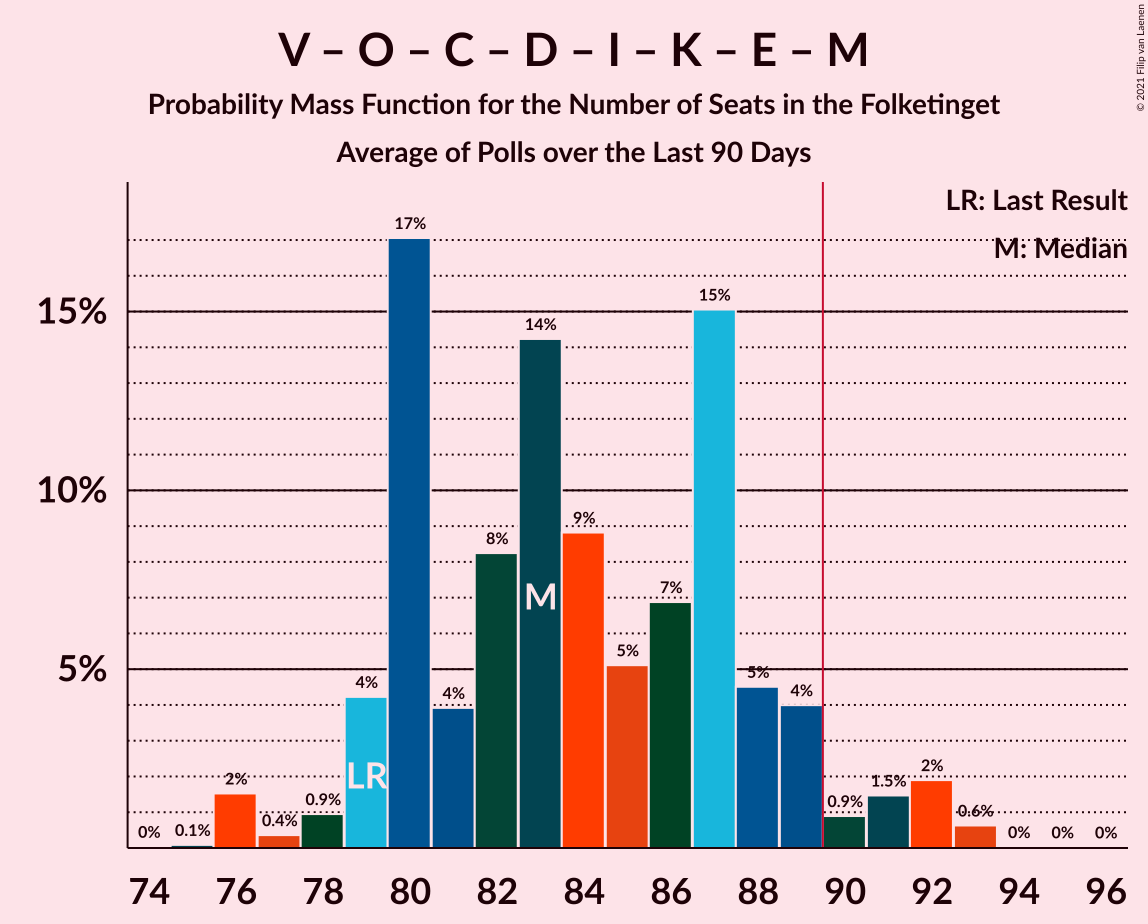 V – O – C – D – I – K – E – M
Probability Mass Function for the Number of Seats in the Folketinget
Average of Polls over the Last 90 Days
© 2021 Filip van Laenen
LR: Last Result
M: Median
15%
10%
5%
0%
0.1%
2%
0.4%
0.9%
4%
17%
4%
8%
14%
9%
5%
7%
15%
5%
4%
0.9%
1.5%
2%
0.6%
0%
0%
0%
LR
M
74 76 78 80 82 84 86 88 90 92 94 96